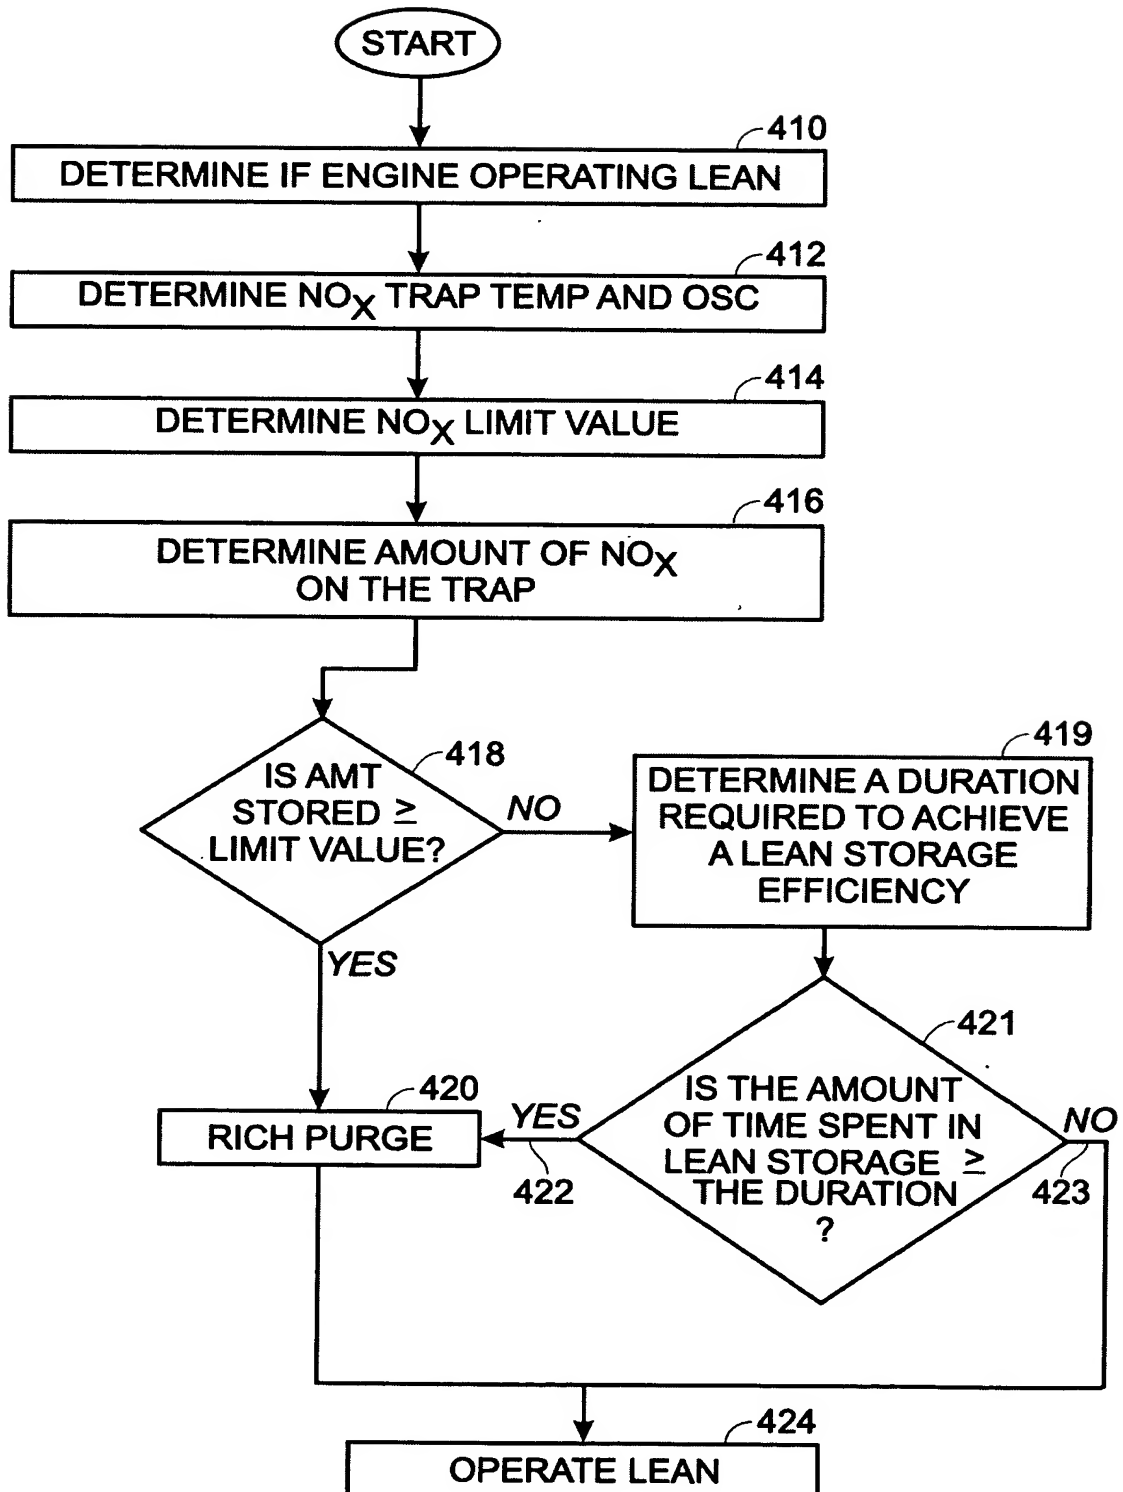 START
410
DETERMINE IF ENGINE OPERATING LEAN
412
DETERMINE NOX TRAP TEMP AND OSC
414
DETERMINE NOX LIMIT VALUE
416
DETERMINE AMOUNT OF NOX
ON THE TRAP
418
IS AMT
STORED ≥
LIMIT VALUE?
NO
YES
419
DETERMINE A DURATION
REQUIRED TO ACHIEVE
A LEAN STORAGE
EFFICIENCY
421
IS THE AMOUNT
OF TIME SPENT IN
LEAN STORAGE ≥
THE DURATION
?
YES
422
NO
423
420
RICH PURGE
424
OPERATE LEAN